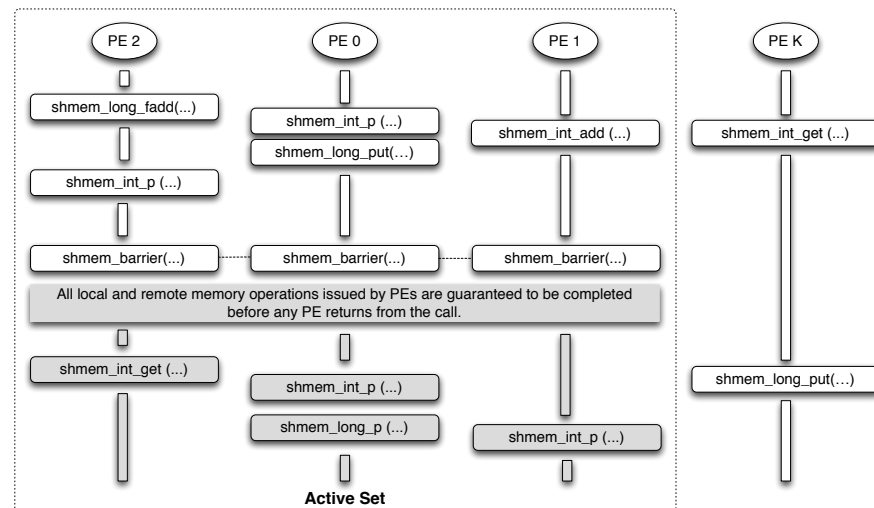 PE 2
PE 0
PE 1
PE K
shmem_long_fadd(...)
shmem_int_p (...)
shmem_long_put(…)
shmem_int_add (...)
shmem_int_get (...)
shmem_int_p (...)
shmem_barrier(...)
shmem_barrier(...)
shmem_barrier(...)
All local and remote memory operations issued by PEs are guaranteed to be completed
before any PE returns from the call.
shmem_int_get (...)
shmem_int_p (...)
shmem_long_put(…)
shmem_long_p (...)
shmem_int_p (...)
Active Set